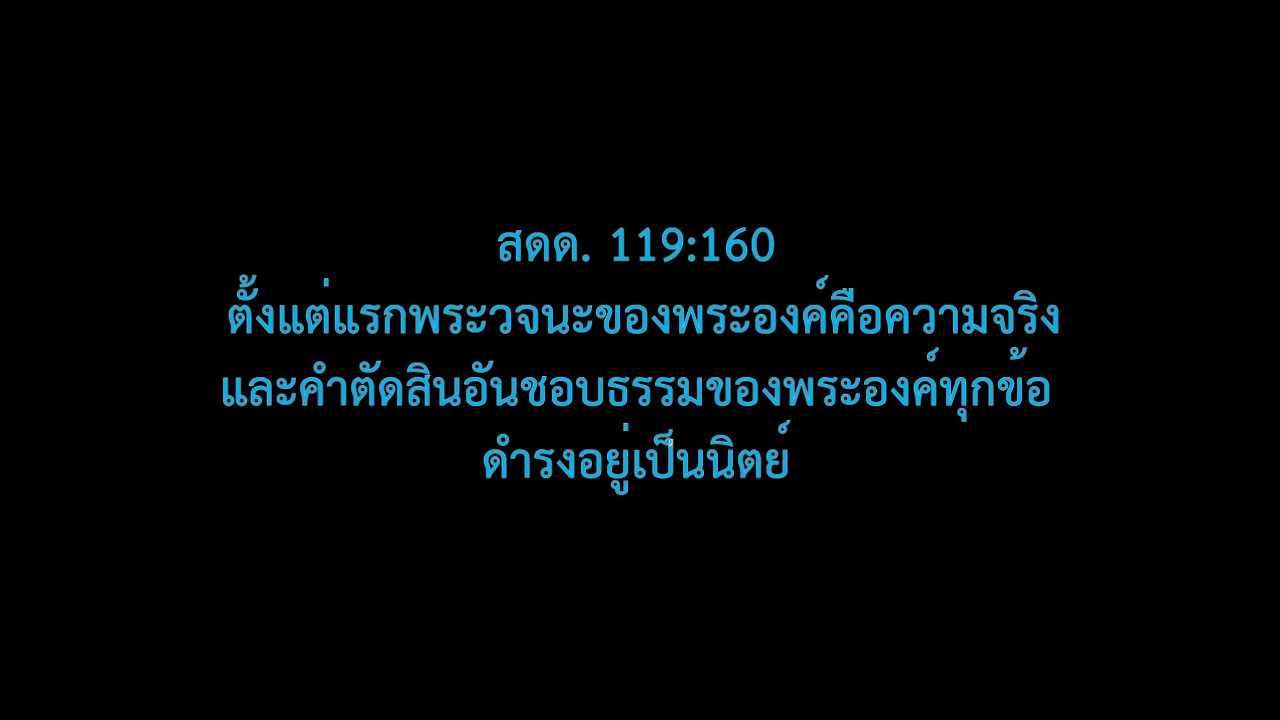 สดด. 119:160
ตั้งแต่แรกพระวจนะของพระองค์คือความจริง
และคำตัดสินอันชอบธรรมของพระองค์ทุกข้อ
ดำรงอยู่เป็นนิตย์